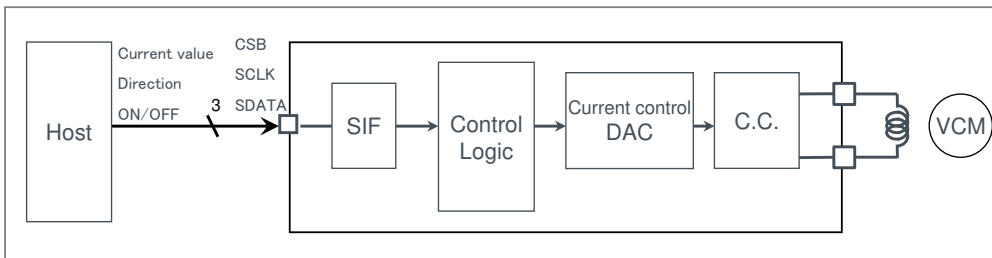 Host
Current value
Direction
ON/OFF
3
CSB
SCLK
SDATA
SIF
Control
Logic
Current control
DAC
C.C.
VCM